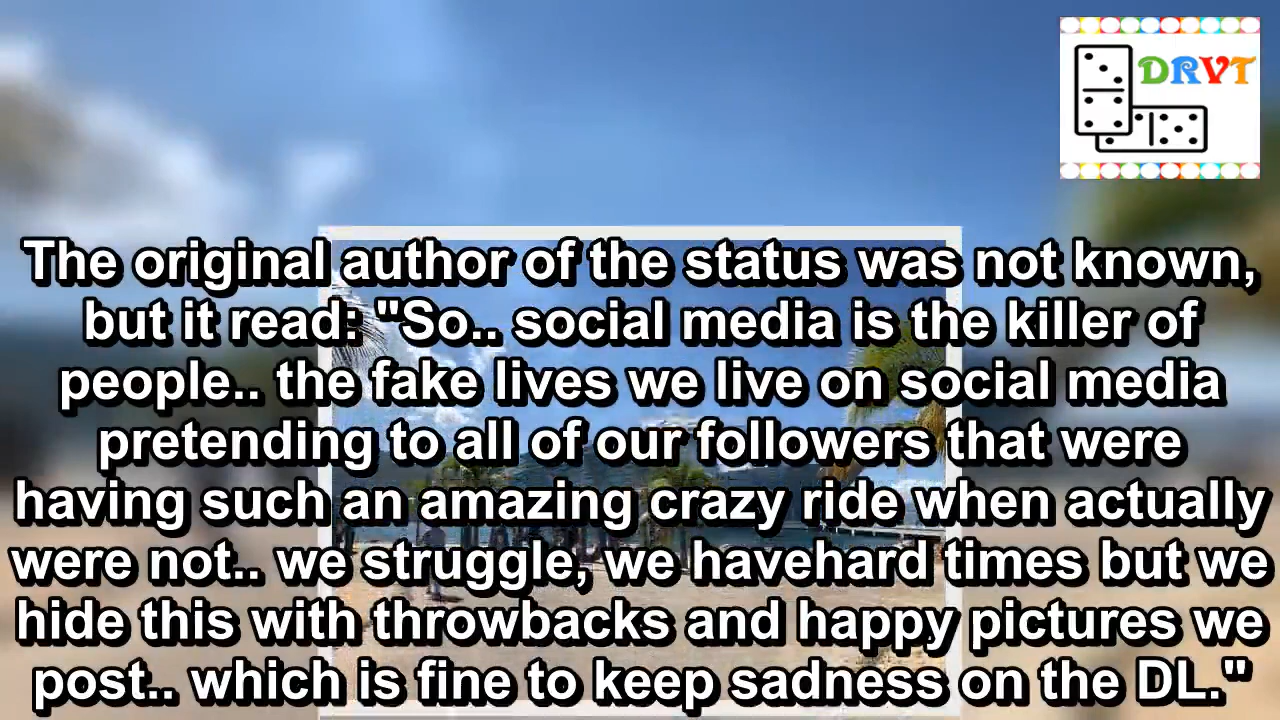 DRVT
The original author of the status was not known,
but it read: "So.. social media is the killer of
people.. the fake lives we live on social media
pretending to all of our followers that were
having such an amazing crazy ride when actually
were not.. we struggle, we havehard times but we
hide this with throwbacks and happy pictures we
post.. which is fine to keep sadness on the DL."